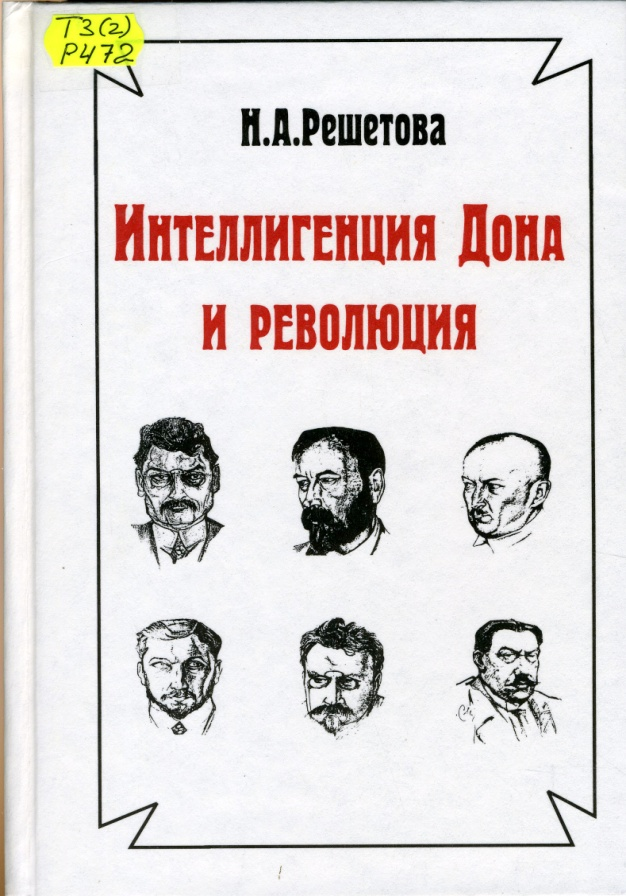 Т3(2)
Р472
Н.А.Решетова
Интеллигенция Дона
и революция